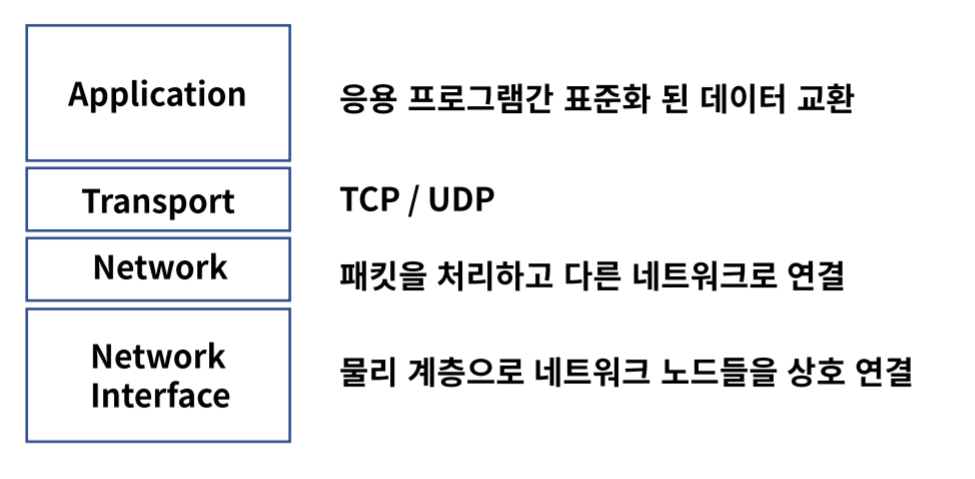 Application
응용 프로그램간 표준화 된 데이터 교환
Transport
TCP / UDP
Network
패킷을 처리하고 다른 네트워크로 연결
Network
Interface
물리 계층으로 네트워크 노드들을 상호 연결